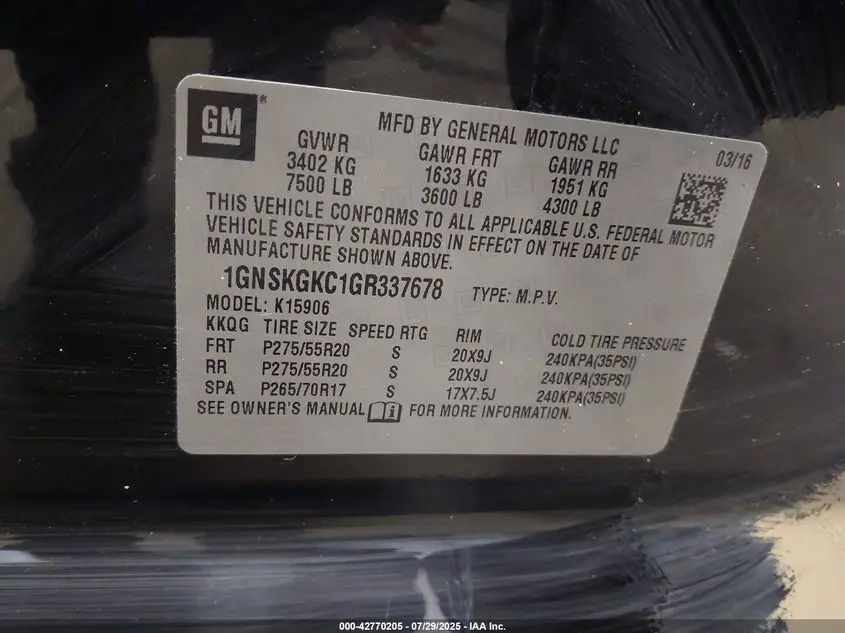 GM
MFD BY GENERAL MOTORS LLC
03/16
GVWR GAWR FRT GAWR RR
3402 KG 1633 KG 1951 KG
7500 LB 3600 LB 4300 LB
THIS VEHICLE CONFORMS TO ALL APPLICABLE U.S. FEDERAL MOTOR
VEHICLE SAFETY STANDARDS IN EFFECT ON THE DATE OF
MANUFACTURE SHOWN ABOVE.
1GNSKGKC1GR337678 TYPE: M.P.V.
MODEL: K15906
KKQG TIRE SIZE SPEED RTG RIM COLD TIRE PRESSURE
FRT P275/55R20 S 20X9J 240KPA(35PSI)
RR P275/55R20 S 20X9J 240KPA(35PSI)
SPA P265/70R17 S 17X7.5J 240KPA(35PSI)
SEE OWNER'S MANUAL FOR MORE INFORMATION.
000-42770205 - 07/29/2025 - IAA Inc.